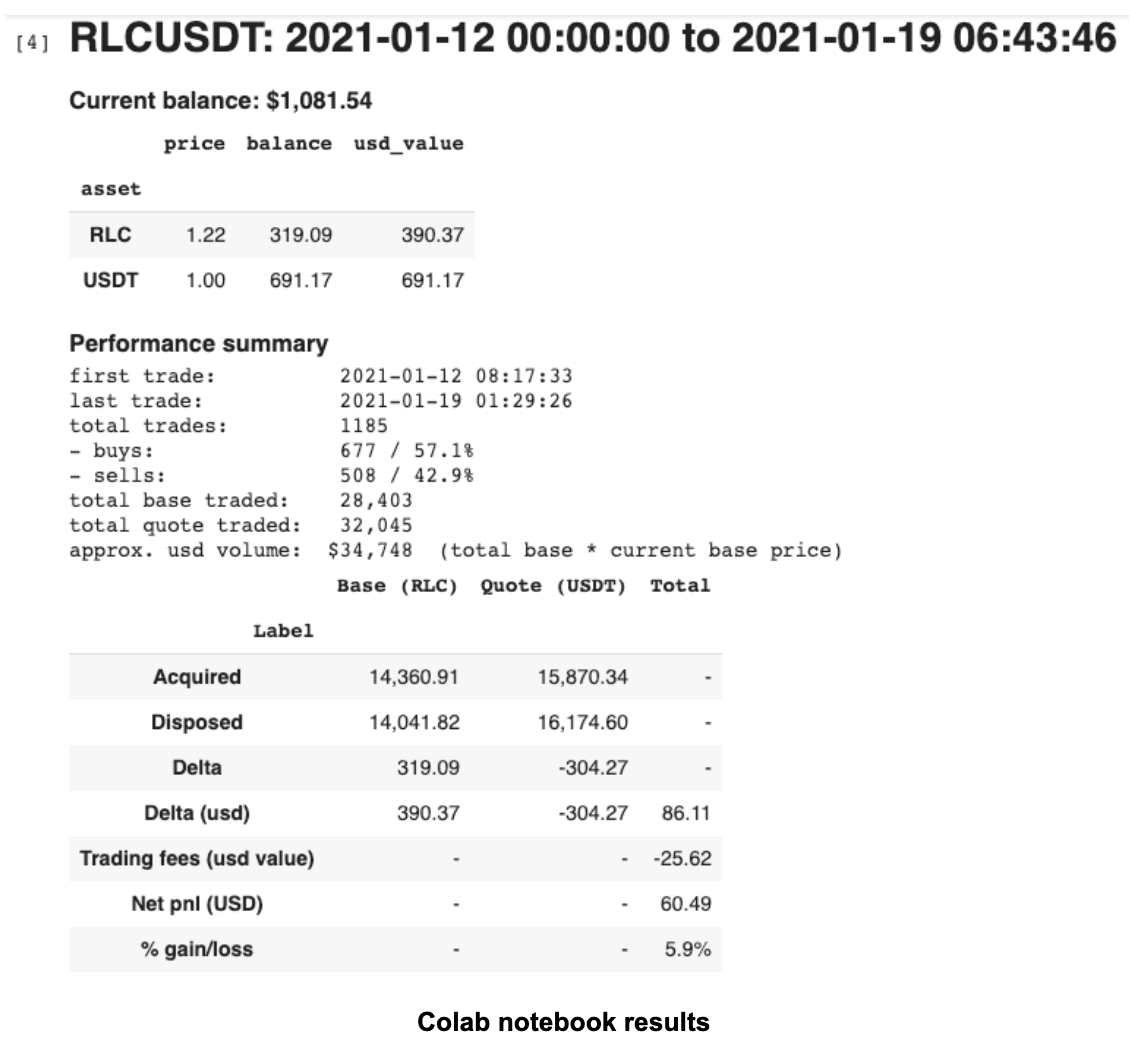 [4] RLCUSDT: 2021-01-12 00:00:00 to 2021-01-19 06:43:46
Current balance: $1,081.54
price balance usd_value
asset
RLC 1.22 319.09 390.37
USDT 1.00 691.17 691.17
Performance summary
first trade: 2021-01-12 08:17:33
last trade: 2021-01-19 01:29:26
total trades: 1185
- buys: 677 / 57.1%
- sells: 508 / 42.9%
total base traded: 28,403
total quote traded: 32,045
approx. usd volume: $34,748 (total base * current base price)
Base (RLC) Quote (USDT) Total
Label
Acquired 14,360.91 15,870.34 -
Disposed 14,041.82 16,174.60 -
Delta 319.09 -304.27 -
Delta (usd) 390.37 -304.27 86.11
Trading fees (usd value) - - -25.62
Net pnl (USD) - - 60.49
% gain/loss - - 5.9%
Colab notebook results